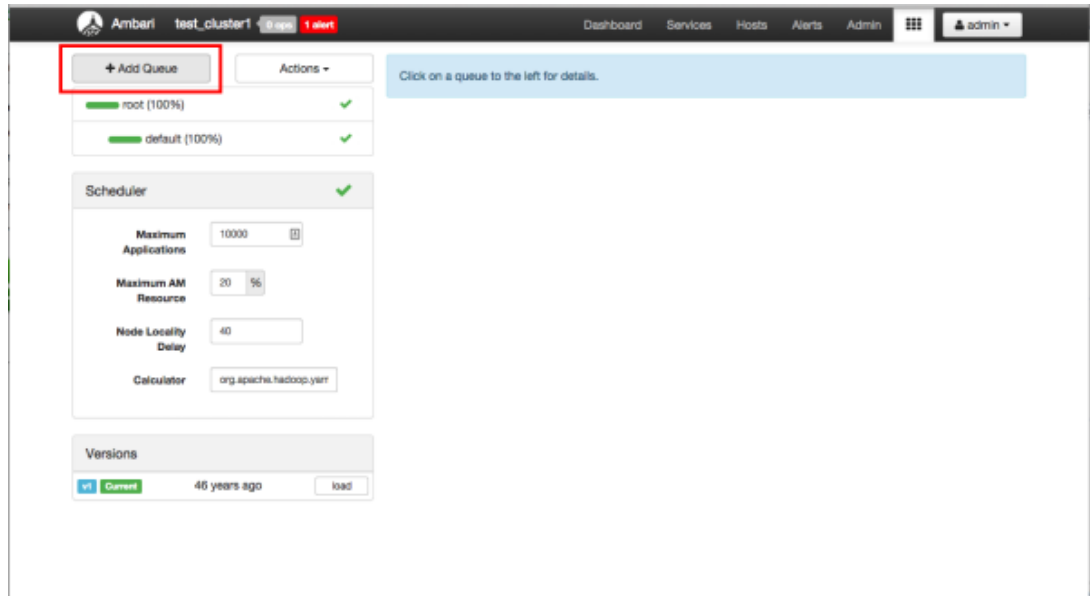 Ambari test_cluster1 0 ops 1 alert Dashboard Services Hosts Alerts Admin admin
+ Add Queue Actions
Click on a queue to the left for details.
root (100%)
default (100%)
Scheduler
Maximum Applications 10000
Maximum AM Resource 20 %
Node Locality Delay 40
Calculator org.apache.hadoop.yarr
Versions
v1 Current 46 years ago load